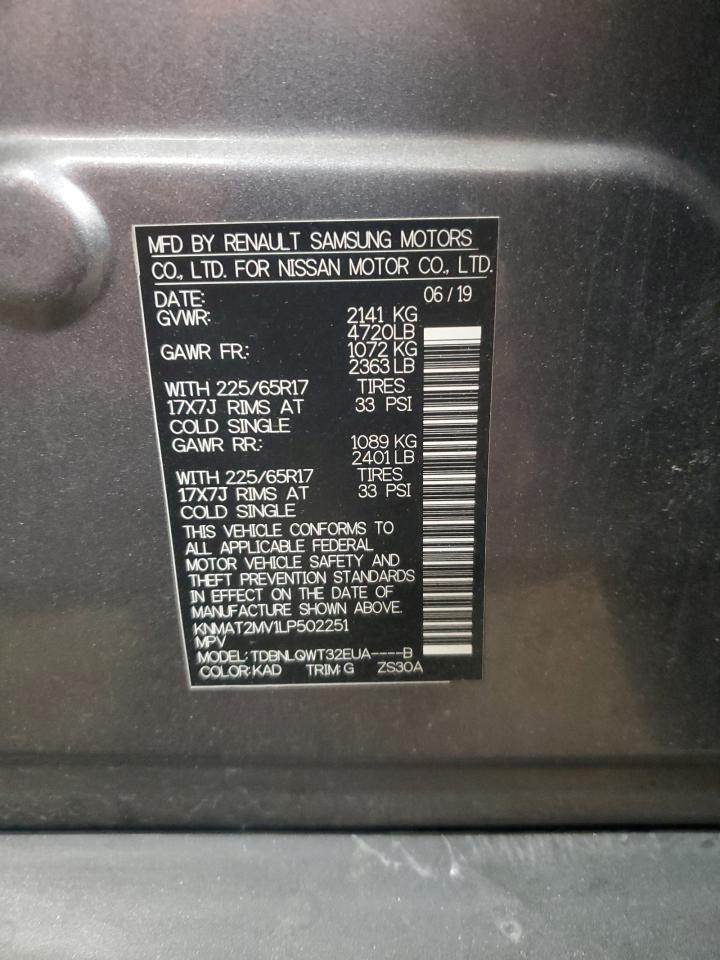 MFD BY RENAULT SAMSUNG MOTORS
CO., LTD. FOR NISSAN MOTOR CO., LTD.
DATE: 06/19
GVWR: 2141 KG
4720LB
GAWR FR.: 1072 KG
2363LB
WITH 225/65R17 TIRES
17X7J RIMS AT 33 PSI
COLD SINGLE
GAWR RR.: 1089 KG
2401LB
WITH 225/65R17 TIRES
17X7J RIMS AT 33 PSI
COLD SINGLE
THIS VEHICLE CONFORMS TO
ALL APPLICABLE FEDERAL
MOTOR VEHICLE SAFETY AND
THEFT PREVENTION STANDARDS
IN EFFECT ON THE DATE OF
MANUFACTURE SHOWN ABOVE.
KNMAT2MV1LP502251
MPV
MODEL: TDBNLQWT32EUA----B
COLOR: KAD TRIM: G ZS30A